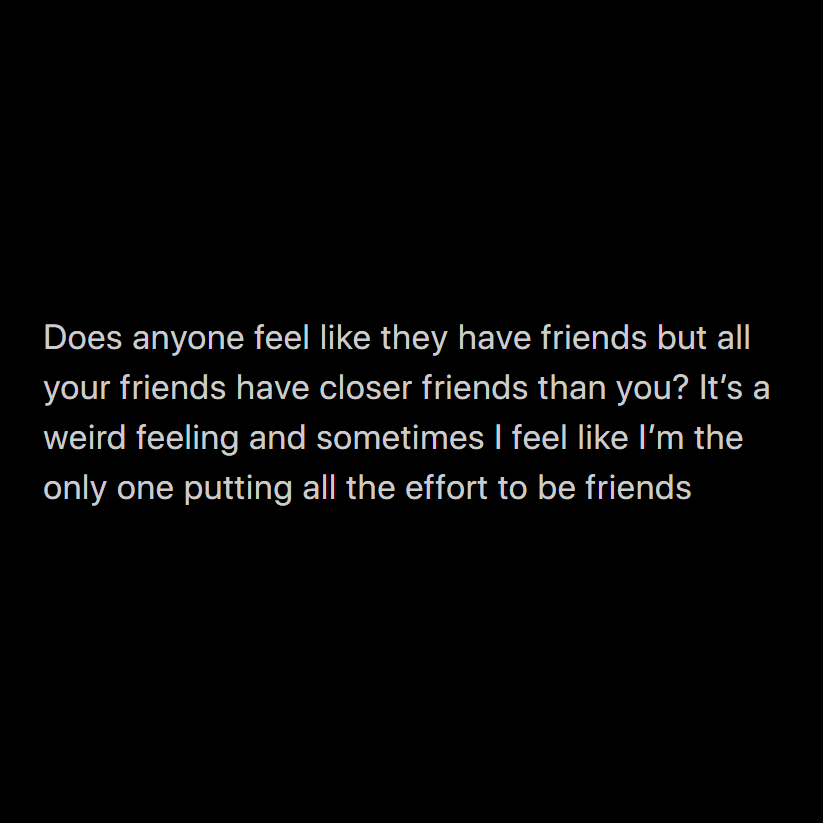 Does anyone feel like they have friends but all
your friends have closer friends than you? It’s a
weird feeling and sometimes I feel like I’m the
only one putting all the effort to be friends